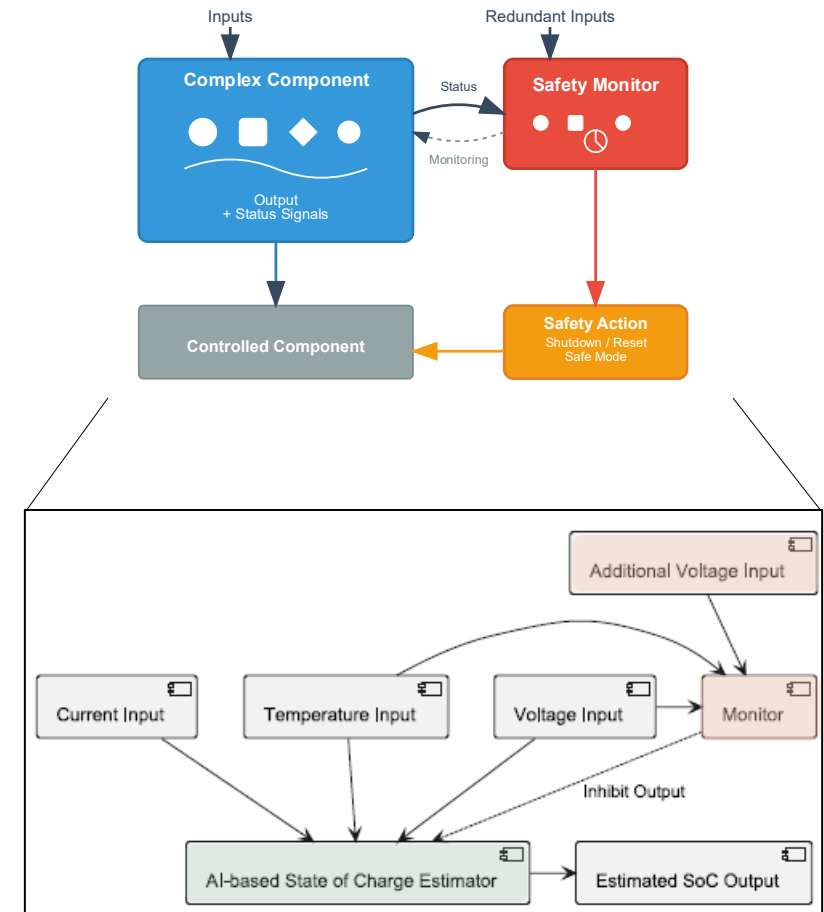 Inputs
Redundant Inputs
Complex Component
Status
Safety Monitor
Monitoring
Output
+ Status Signals
Controlled Component
Safety Action
Shutdown / Reset
Safe Mode
Additional Voltage Input
Current Input
Temperature Input
Voltage Input
Monitor
Inhibit Output
AI-based State of Charge Estimator
Estimated SoC Output